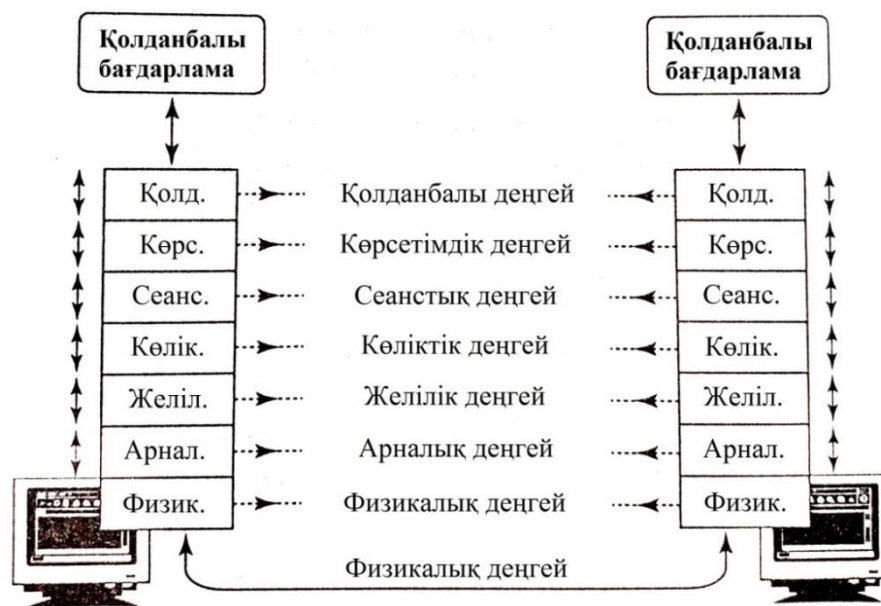 Қолданбалы
бағдарлама
Қолданбалы
бағдарлама
Қолд. Қолданбалы деңгей Қолд.
Көрс. Көрсетімдік деңгей Көрс.
Сеанс. Сеанстық деңгей Сеанс.
Көлік. Көліктік деңгей Көлік.
Желіл. Желілік деңгей Желіл.
Арнал. Арналық деңгей Арнал.
Физик. Физикалық деңгей Физик.
Физикалық деңгей